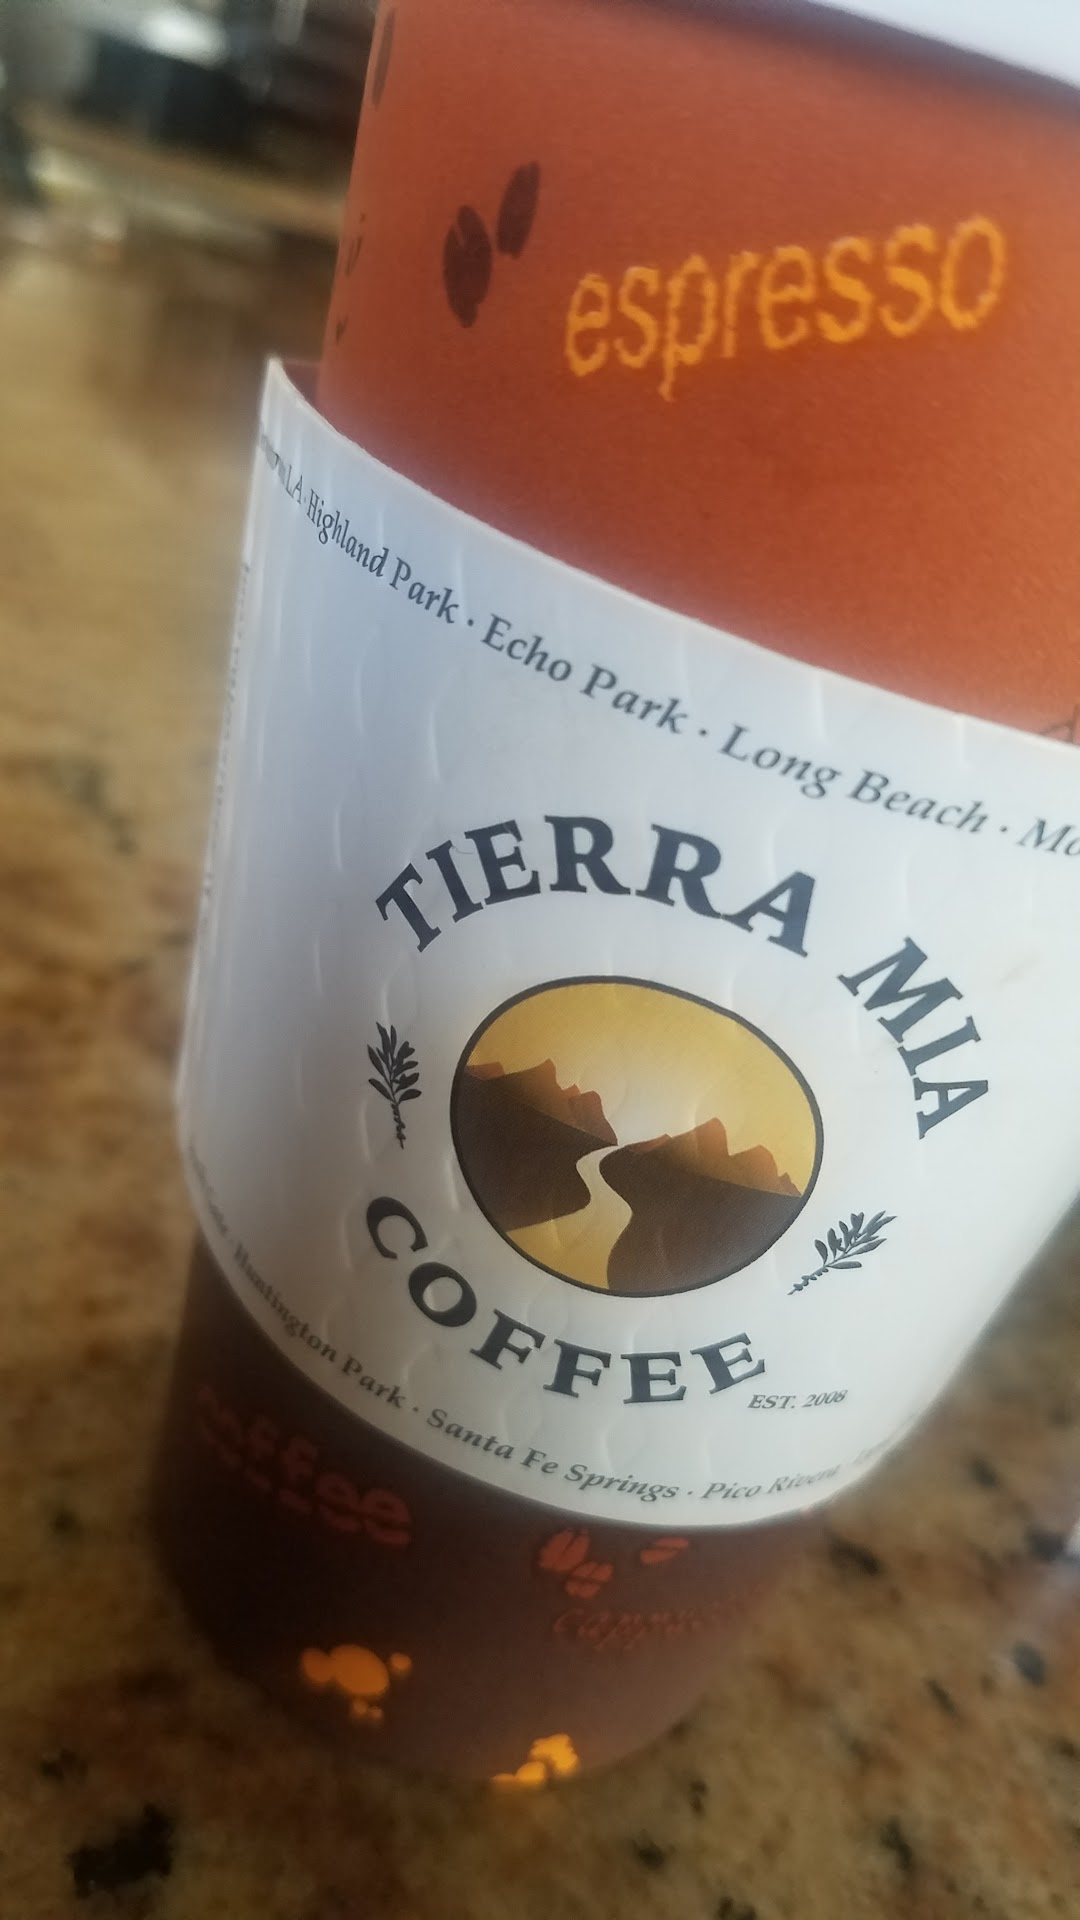 espresso
LA · Highland Park · Echo Park · Long Beach ·
TIERRA MIA
COFFEE
EST. 2008
Huntington Park · Santa Fe Springs · Pico Rivera
coffee